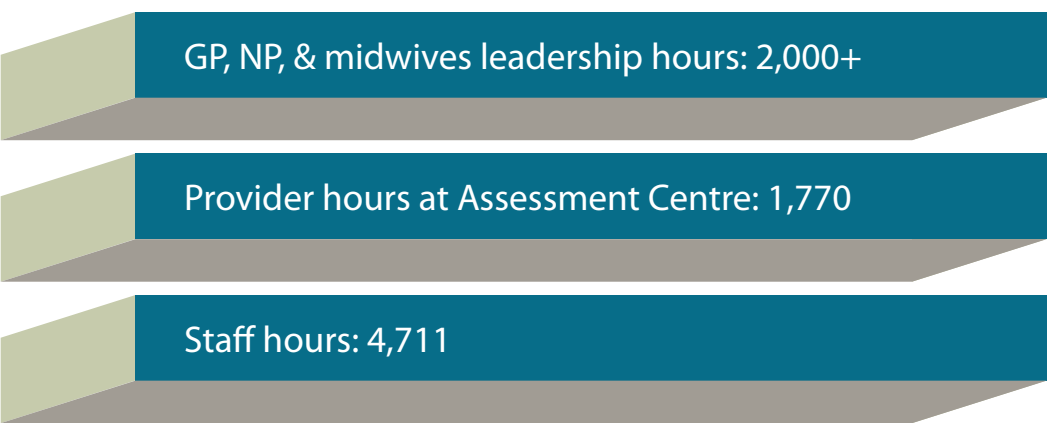 GP, NP, & midwives leadership hours: 2,000+
Provider hours at Assessment Centre: 1,770
Staff hours: 4,711